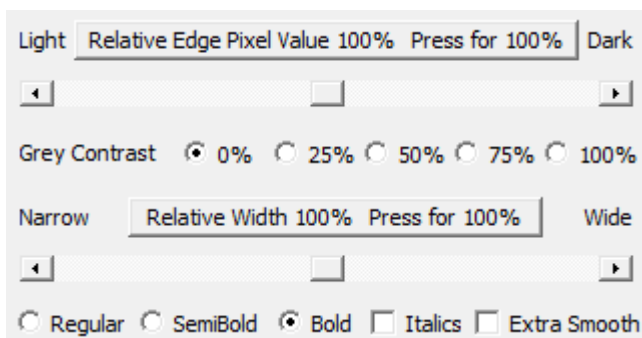 Light Relative Edge Pixel Value 100% Press for 100% Dark
Grey Contrast 0% 25% 50% 75% 100%
Narrow Relative Width 100% Press for 100% Wide
Regular SemiBold Bold Italics Extra Smooth